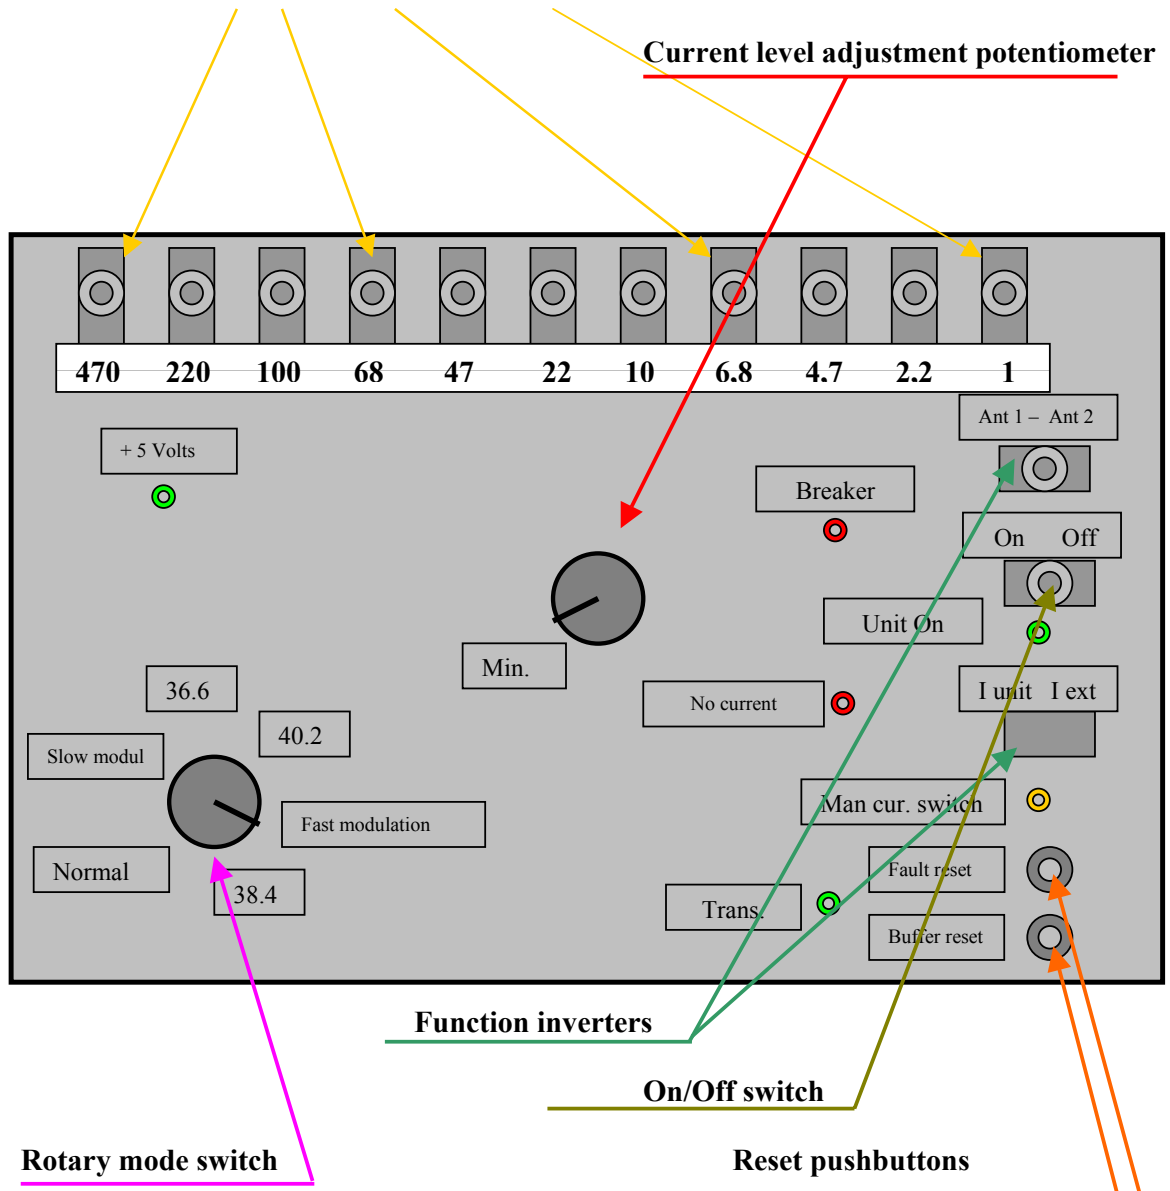 Current level adjustment potentiometer
470 220 100 68 47 22 10 6.8 4.7 2.2 1
Ant 1 – Ant 2
+ 5 Volts
Breaker
On Off
Unit On
Min.
36.6
No current
I unit I ext
40.2
Slow modul
Man cur. switch
Fast modulation
Normal
Fault reset
38.4
Trans.
Buffer reset
Function inverters
On/Off switch
Rotary mode switch
Reset pushbuttons